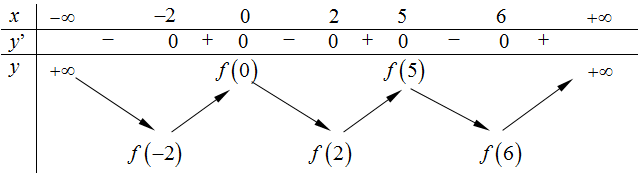 x −∞ −2 0 2 5 6 +∞
y’ − 0 + 0 − 0 + 0 − 0 +
y +∞ f(0) f(5) +∞
f(−2) f(2) f(6)